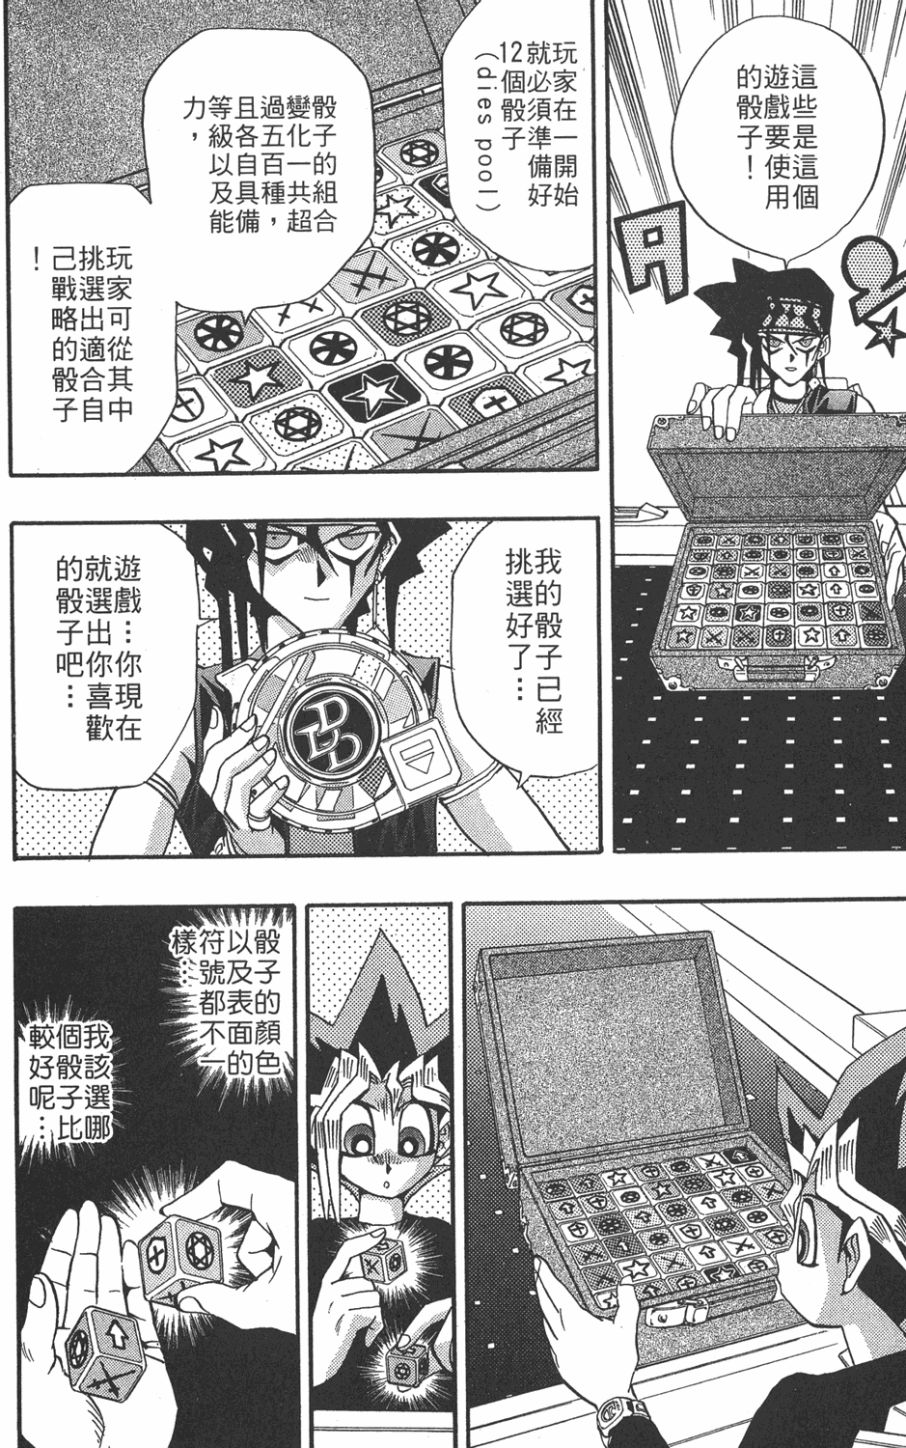 這些是這個
遊戲要使用
的骰子！
玩家在一開始
就必須準備好
12個骰子
（dies pool）
骰子的組合
變化一共超
過五百種，
且各自具備
等級以及能
力，
玩家可從其中
挑選出適合自
己戰略的骰子
！
我的骰子已經
挑選好了…
遊戲…你現在
就選出你喜歡
的骰子吧…
DDD
骰子的顏色
以及表面的
符號都不一
樣…
我該選哪
個骰子比
較好呢…